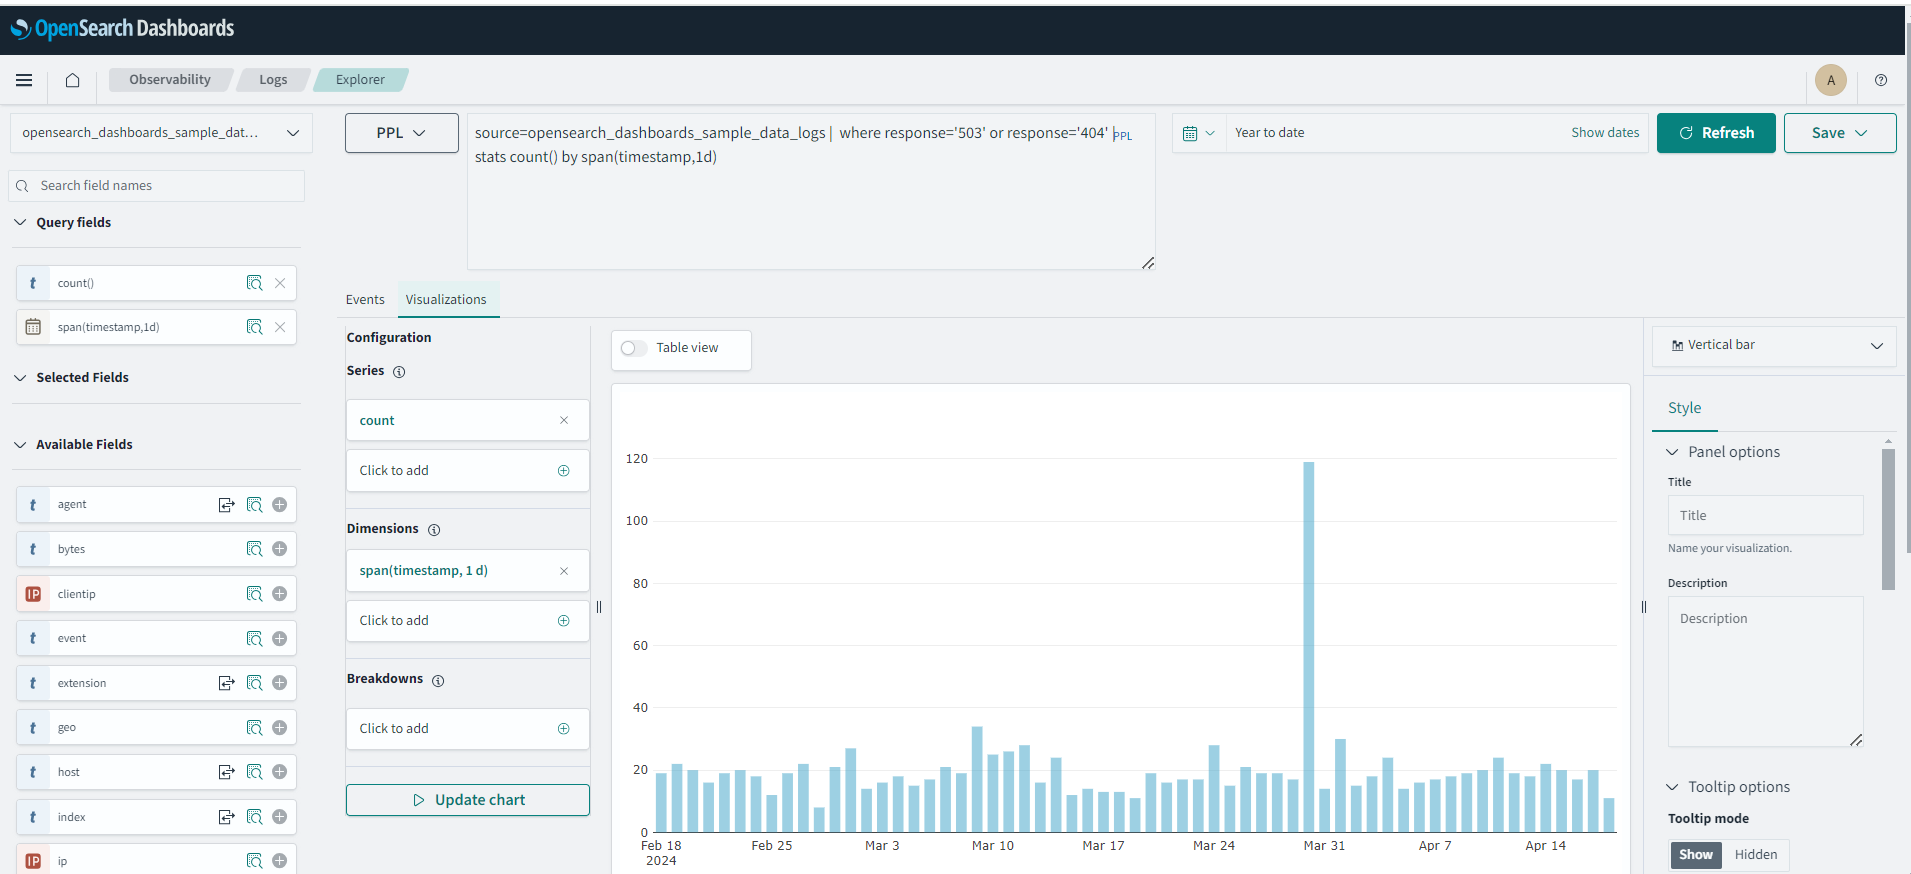 OpenSearch Dashboards
Observability
Logs
Explorer
A
opensearch_dashboards_sample_dat...
PPL
source=opensearch_dashboards_sample_data_logs | where response='503' or response='404' |
PPL
stats count() by span(timestamp,1d)
Year to date
Show dates
Refresh
Save
Search field names
Query fields
t count()
span(timestamp,1d)
Selected Fields
Available Fields
t agent
t bytes
IP clientip
t event
t extension
t geo
t host
t index
IP ip
Events
Visualizations
Configuration
Series
count
Click to add
Dimensions
span(timestamp, 1 d)
Click to add
Breakdowns
Click to add
Update chart
Table view
120
100
80
60
40
20
0
Feb 18
2024
Feb 25
Mar 3
Mar 10
Mar 17
Mar 24
Mar 31
Apr 7
Apr 14
Vertical bar
Style
Panel options
Title
Title
Name your visualization.
Description
Description
Tooltip options
Tooltip mode
Show
Hidden